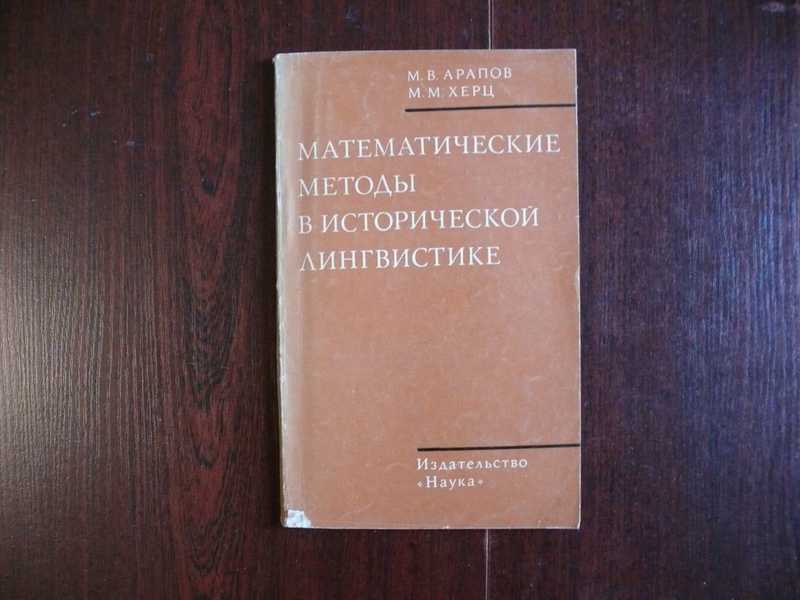 М. В. АРАПОВ
М. М. ХЕРЦ
МАТЕМАТИЧЕСКИЕ
МЕТОДЫ
В ИСТОРИЧЕСКОЙ
ЛИНГВИСТИКЕ
Издательство
«Наука»